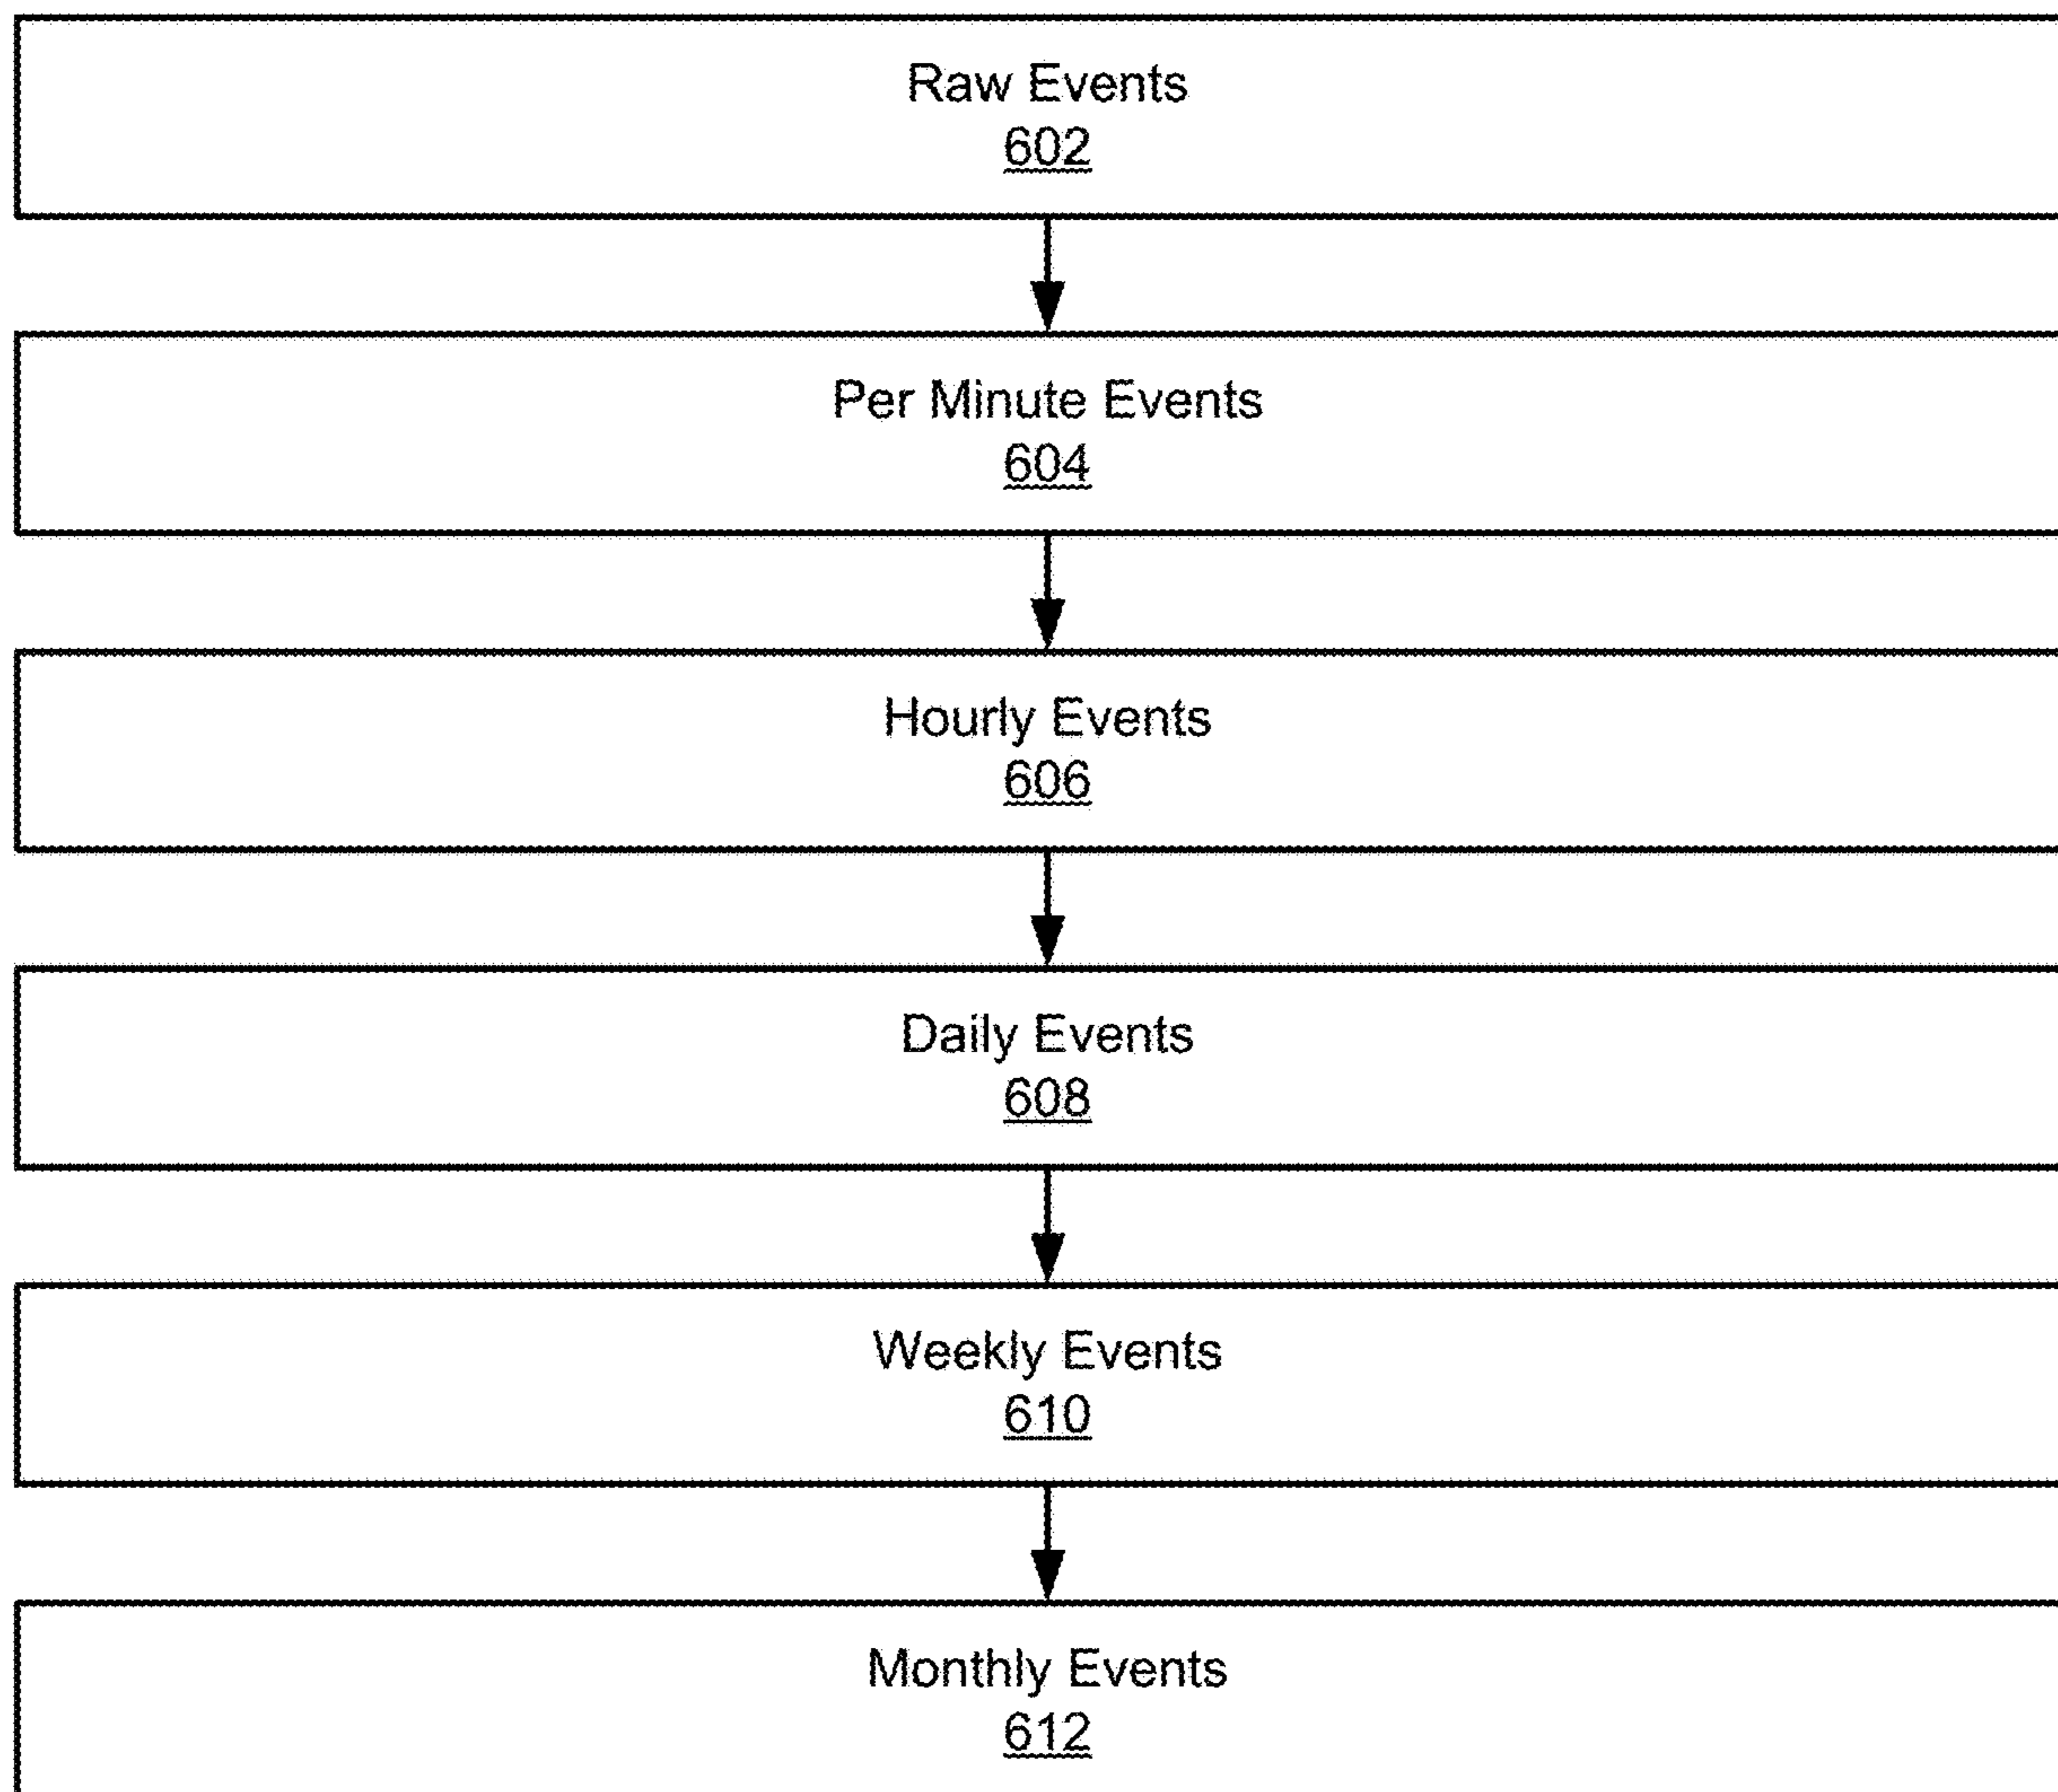 Raw Events
602
Per Minute Events
604
Hourly Events
606
Daily Events
608
Weekly Events
610
Monthly Events
612